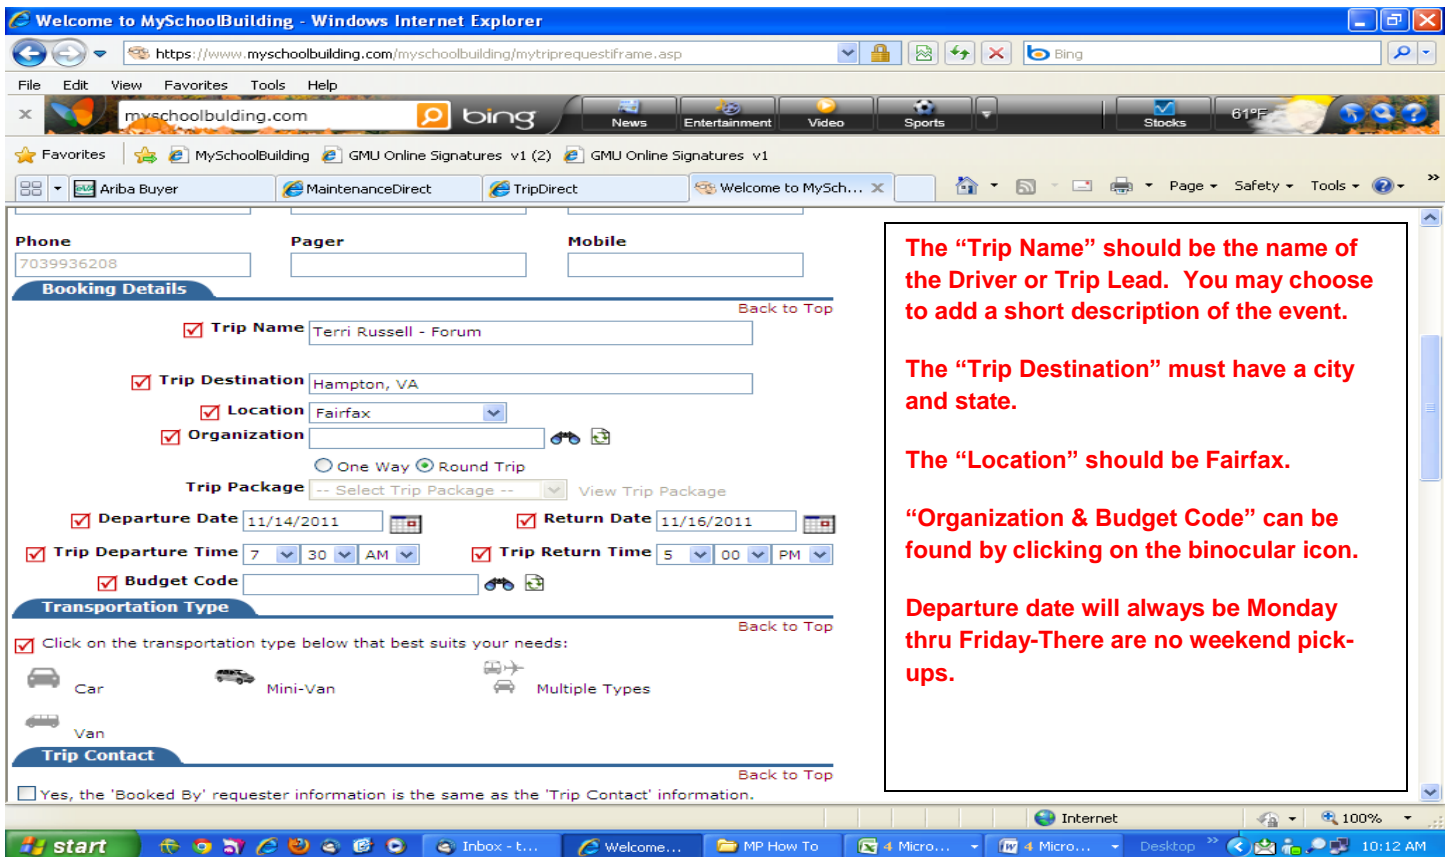 Welcome to MySchoolBuilding - Windows Internet Explorer
https://www.myschoolbuilding.com/myschoolbuilding/mytriprequestiframe.asp
Bing
File Edit View Favorites Tools Help
myschoolbulding.com bing News Entertainment Video Sports Stocks 61°F
Favorites MySchoolBuilding GMU Online Signatures v1 (2) GMU Online Signatures v1
Ariba Buyer MaintenanceDirect TripDirect Welcome to MySch... Page Safety Tools
Phone Pager Mobile
7039936208
Booking Details
Back to Top
Trip Name Terri Russell - Forum
Trip Destination Hampton, VA
Location Fairfax
Organization
One Way Round Trip
Trip Package -- Select Trip Package -- View Trip Package
Departure Date 11/14/2011 Return Date 11/16/2011
Trip Departure Time 7 30 AM Trip Return Time 5 00 PM
Budget Code
Transportation Type
Back to Top
Click on the transportation type below that best suits your needs:
Car Mini-Van Multiple Types
Van
Trip Contact
Back to Top
Yes, the 'Booked By' requester information is the same as the 'Trip Contact' information.
The “Trip Name” should be the name of
the Driver or Trip Lead. You may choose
to add a short description of the event.
The “Trip Destination” must have a city
and state.
The “Location” should be Fairfax.
“Organization & Budget Code” can be
found by clicking on the binocular icon.
Departure date will always be Monday
thru Friday-There are no weekend pick-
ups.
Internet 100%
start Inbox - t... Welcome... MP How To 4 Micro... 4 Micro... Desktop 10:12 AM